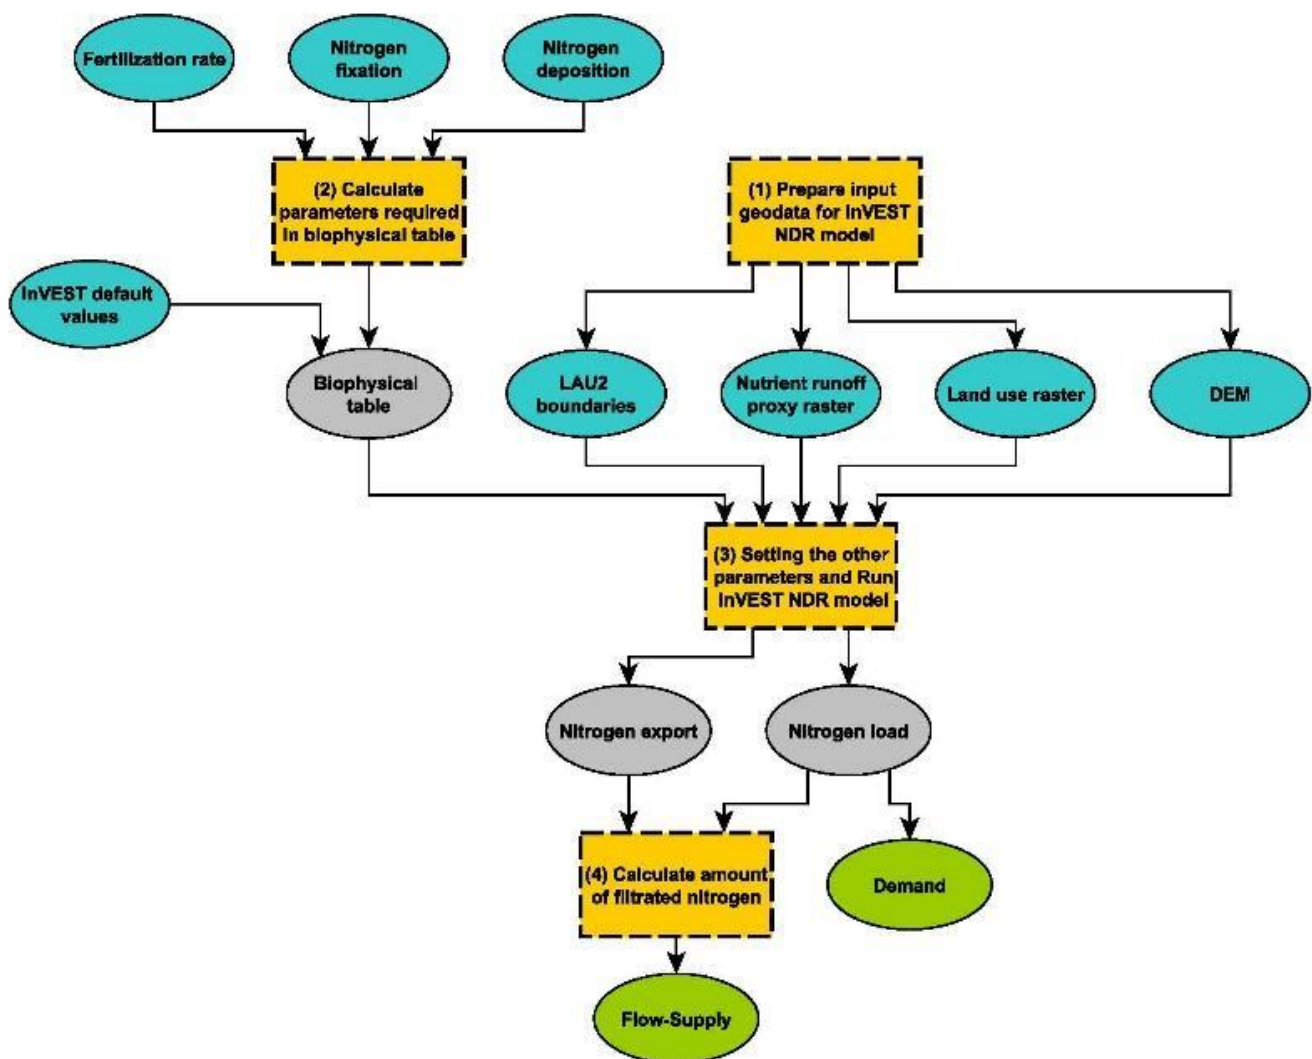 Fertilization rate
Nitrogen
fixation
Nitrogen
deposition
(2) Calculate
parameters required
in biophysical table
(1) Prepare input
geodata for InVEST
NDR model
InVEST default
values
Biophysical
table
LAU2
boundaries
Nutrient runoff
proxy raster
Land use raster
DEM
(3) Setting the other
parameters and Run
InVEST NDR model
Nitrogen export
Nitrogen load
(4) Calculate amount
of filtrated nitrogen
Demand
Flow-Supply